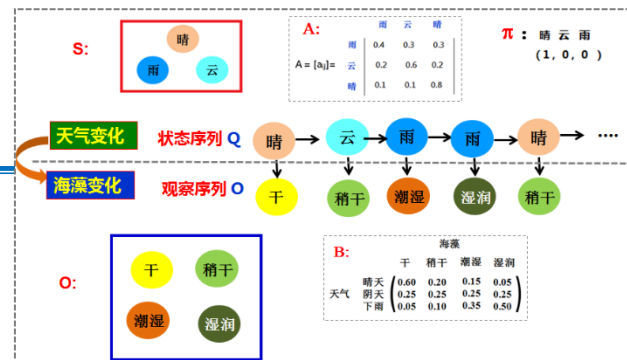 S:
晴
雨
云
A:
雨 云 晴
A = [aij]=
雨 0.4 0.3 0.3
云 0.2 0.6 0.2
晴 0.1 0.1 0.8
π : 晴 云 雨
(1, 0, 0 )
天气变化
状态序列 Q
晴 云 雨 雨 晴 ....
海藻变化
观察序列 O
干 稍干 潮湿 湿润 稍干
O:
干 稍干
潮湿 湿润
B:
海藻
干 稍干 潮湿 湿润
天气
晴天 0.60 0.20 0.15 0.05
阴天 0.25 0.25 0.25 0.25
下雨 0.05 0.10 0.35 0.50